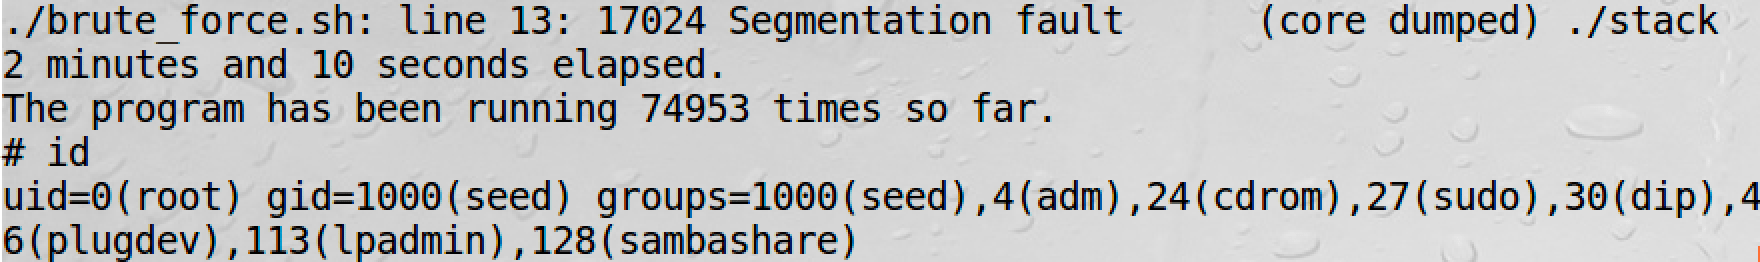 ./brute_force.sh: line 13: 17024 Segmentation fault      (core dumped) ./stack
2 minutes and 10 seconds elapsed.
The program has been running 74953 times so far.
# id
uid=0(root) gid=1000(seed) groups=1000(seed),4(adm),24(cdrom),27(sudo),30(dip),4
6(plugdev),113(lpadmin),128(sambashare)